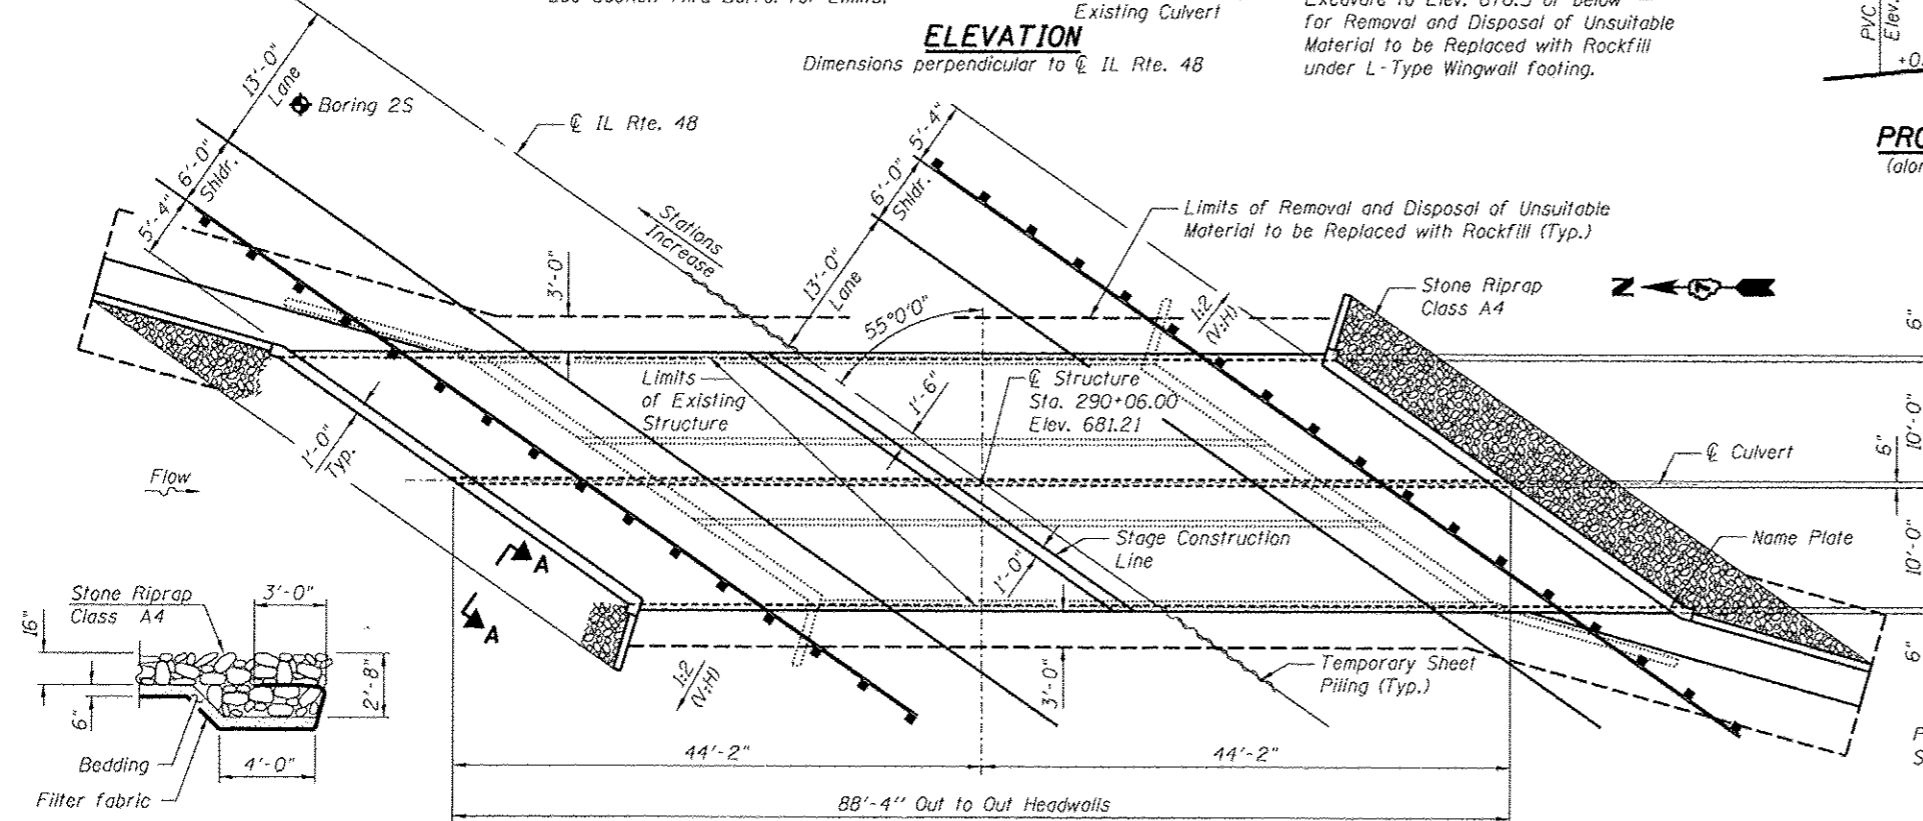 Existing Culvert
ELEVATION
Dimensions perpendicular to ℄ IL Rte. 48
for Removal and Disposal of Unsuitable
Material to be Replaced with Rockfill
under L-Type Wingwall footing.
PVC
Elev.
13'-0"
Lane
Boring 2S
℄ IL Rte. 48
5'-4"
6'-0"
Shldr.
6'-0"
Shldr.
5'-4"
Stations
Increase
13'-0"
Lane
Limits of Removal and Disposal of Unsuitable
Material to be Replaced with Rockfill (Typ.)
3'-0"
55°0'0"
1:2
(V:H)
Stone Riprap
Class A4
N
6"
Limits
of Existing
Structure
1'-6"
℄ Structure
Sta. 290+06.00
Elev. 681.21
1'-0"
Typ.
10'-0"
6"
℄ Culvert
Flow
A
A
1'-0"
Stage Construction
Line
Name Plate
10'-0"
Stone Riprap
Class A4
3'-0"
16"
6"
2'-8"
4'-0"
Bedding
Filter fabric
1:2
(V:H)
3'-0"
Temporary Sheet
Piling (Typ.)
6"
44'-2"
44'-2"
88'-4" Out to Out Headwalls